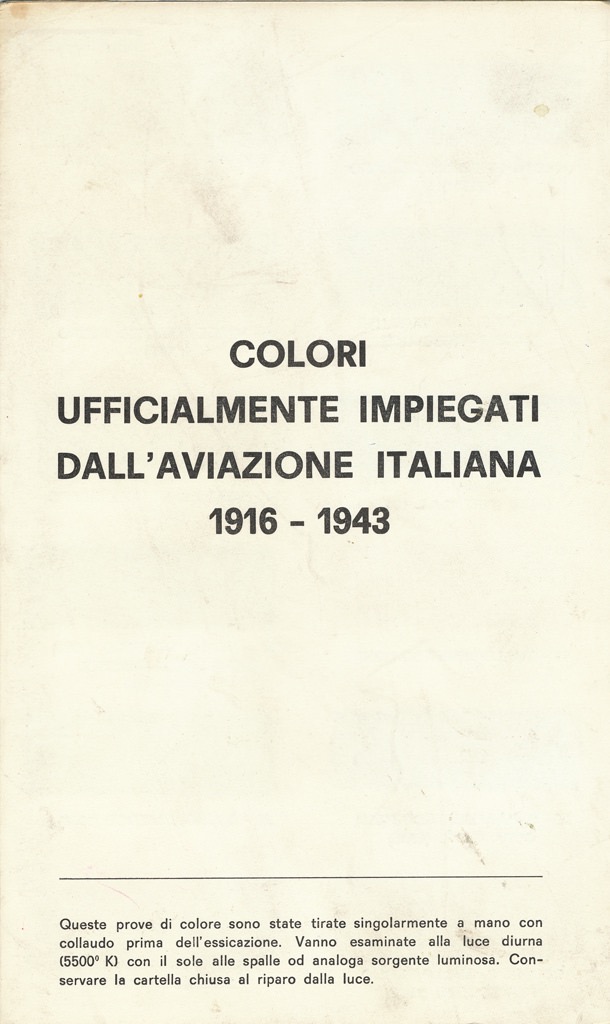 COLORI
UFFICIALMENTE IMPIEGATI
DALL'AVIAZIONE ITALIANA
1916 - 1943
Queste prove di colore sono state tirate singolarmente a mano con
collaudo prima dell'essicazione. Vanno esaminate alla luce diurna
(5500° K) con il sole alle spalle od analoga sorgente luminosa. Con-
servare la cartella chiusa al riparo dalla luce.